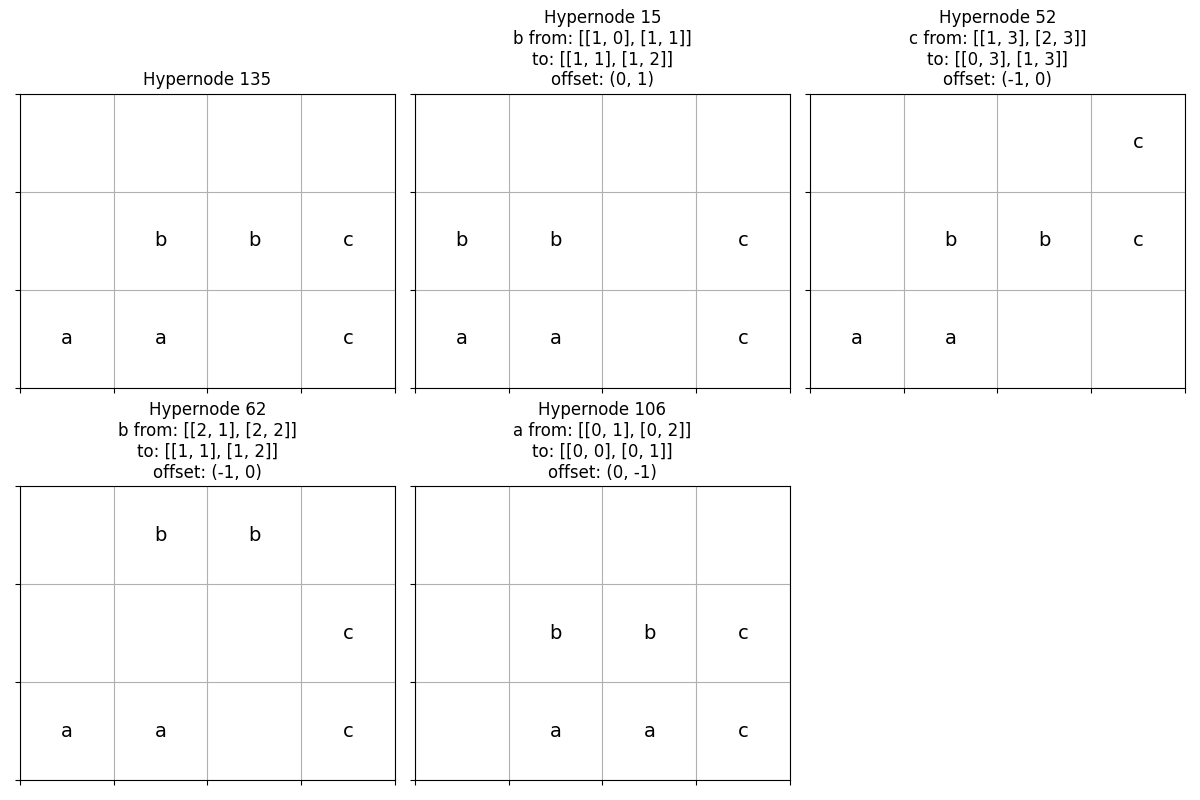 Hypernode 135
b b c
a a c
Hypernode 15
b from: [[1, 0], [1, 1]]
to: [[1, 1], [1, 2]]
offset: (0, 1)
b b c
a a c
Hypernode 52
c from: [[1, 3], [2, 3]]
to: [[0, 3], [1, 3]]
offset: (-1, 0)
c
b b c
a a
Hypernode 62
b from: [[2, 1], [2, 2]]
to: [[1, 1], [1, 2]]
offset: (-1, 0)
b b
c
a a c
Hypernode 106
a from: [[0, 1], [0, 2]]
to: [[0, 0], [0, 1]]
offset: (0, -1)
b b c
a a c